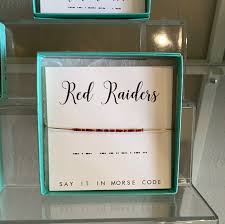 Red Raiders
SAY IT IN MORSE CODE